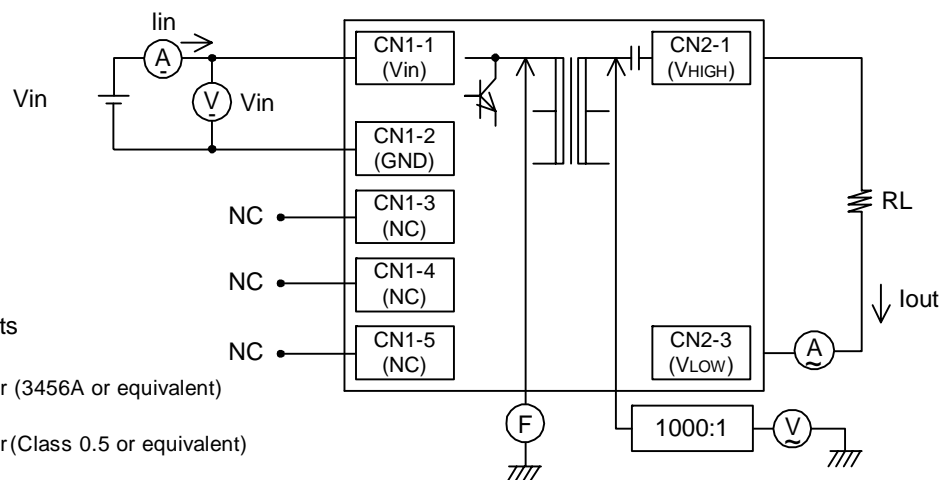 Iin
A
Vin
V
Vin
CN1-1
(Vin)
CN1-2
(GND)
NC
CN1-3
(NC)
NC
CN1-4
(NC)
NC
CN1-5
(NC)
CN2-1
(VHIGH)
RL
Iout
CN2-3
(VLOW)
A
F
1000:1
V
ts
r (3456A or equivalent)
r (Class 0.5 or equivalent)